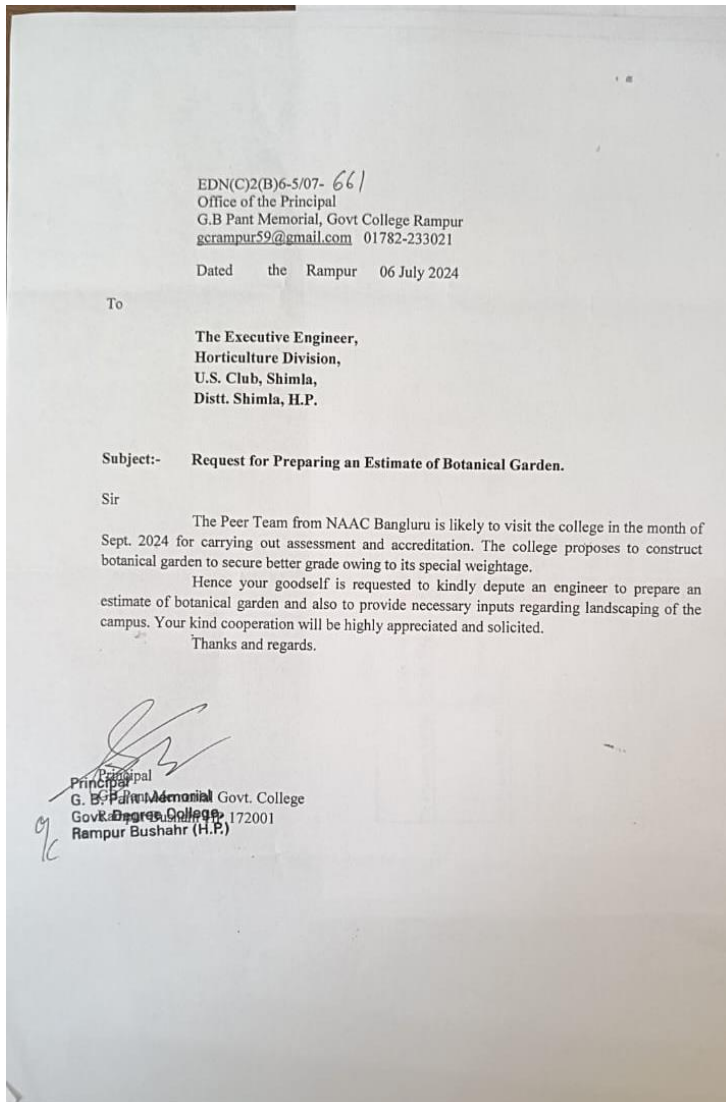 EDN(C)2(B)6-5/07- 661
Office of the Principal
G.B Pant Memorial, Govt College Rampur
gcrampur59@gmail.com 01782-233021
Dated the Rampur 06 July 2024
To
The Executive Engineer,
Horticulture Division,
U.S. Club, Shimla,
Distt. Shimla, H.P.
Subject:- Request for Preparing an Estimate of Botanical Garden.
Sir
The Peer Team from NAAC Bangluru is likely to visit the college in the month of
Sept. 2024 for carrying out assessment and accreditation. The college proposes to construct
botanical garden to secure better grade owing to its special weightage.
Hence your goodself is requested to kindly depute an engineer to prepare an
estimate of botanical garden and also to provide necessary inputs regarding landscaping of the
campus. Your kind cooperation will be highly appreciated and solicited.
Thanks and regards.
Principal
Principal
G. B. Pant Memorial Govt. College
Govt. Degree College, 172001
Rampur Bushahr (H.P.)